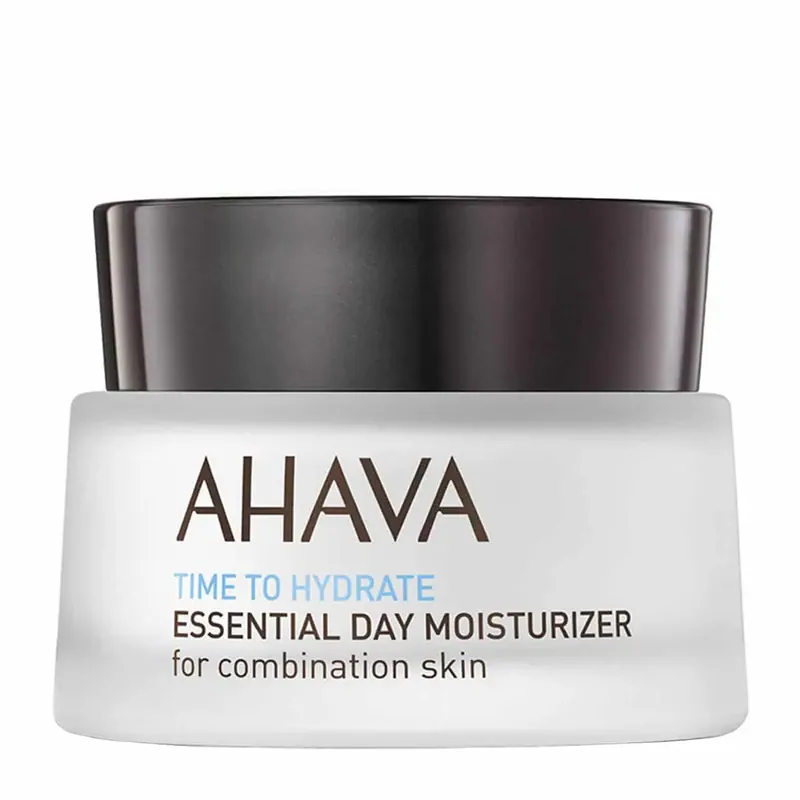 AHAVA
TIME TO HYDRATE
ESSENTIAL DAY MOISTURIZER
for combination skin